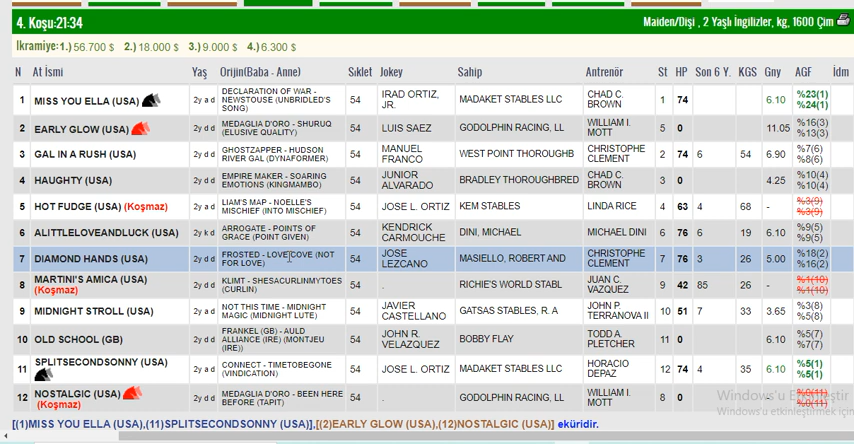 4. Koşu:21:34 Maiden/Dişi , 2 Yaşlı İngilizler, kg, 1600 Çim
Ikramiye: 1.) 56.700 $ 2.) 18.000 $ 3.) 9.000 $ 4.) 6.300 $
N At İsmi Yaş Orijin(Baba - Anne) Sıklet Jokey Sahip Antrenör St HP Son 6 Y. KGS Gny AGF İdm
1 MISS YOU ELLA (USA) 2y a d DECLARATION OF WAR - NEWSTOUSE (UNBRIDLED'S SONG) 54 IRAD ORTIZ, JR. MADAKET STABLES LLC CHAD C. BROWN 1 74 6.10 %23(1) %24(1)
2 EARLY GLOW (USA) 2y d d MEDAGLIA D'ORO - SHURUQ (ELUSIVE QUALITY) 54 LUIS SAEZ GODOLPHIN RACING, LL WILLIAM I. MOTT 5 0 11.05 %16(3) %13(3)
3 GAL IN A RUSH (USA) 2y d d GHOSTZAPPER - HUDSON RIVER GAL (DYNAFORMER) 54 MANUEL FRANCO WEST POINT THOROUGHB CHRISTOPHE CLEMENT 2 74 6 54 6.90 %7(6) %8(6)
4 HAUGHTY (USA) 2y d d EMPIRE MAKER - SOARING EMOTIONS (KINGMAMBO) 54 JUNIOR ALVARADO BRADLEY THOROUGHBRED CHAD C. BROWN 3 0 4.25 %10(4) %10(4)
5 HOT FUDGE (USA) (Koşmaz) 2y a d LIAM'S MAP - NOELLE'S MISCHIEF (INTO MISCHIEF) 54 JOSE L. ORTIZ KEM STABLES LINDA RICE 4 63 4 68 - %3(9) %3(9)
6 ALITTLELOVEANDLUCK (USA) 2y k d ARROGATE - PROOFS OF GRACE (POINT GIVEN) 54 KENDRICK CARMOUCHE DINI, MICHAEL MICHAEL DINI 6 76 6 19 6.10 %9(5) %9(5)
7 DIAMOND HANDS (USA) 2y d d FROSTED - LOVE COVE (NOT FOR LOVE) 54 JOSE LEZCANO MASIELLO, ROBERT AND CHRISTOPHE CLEMENT 7 76 3 26 5.00 %18(2) %16(2)
8 MARTINI'S AMICA (USA) (Koşmaz) 2y d d KLIMT - SHESACURLINMYTOES (CURLIN) 54 . RICHIE'S WORLD STABL JUAN C. VAZQUEZ 9 42 85 26 - %1(10) %1(10)
9 MIDNIGHT STROLL (USA) 2y a d NOT THIS TIME - MIDNIGHT MAGIC (MIDNIGHT LUTE) 54 JAVIER CASTELLANO GATSAS STABLES, R. A JOHN P. TERRANOVA II 10 51 7 33 3.65 %3(8) %5(8)
10 OLD SCHOOL (GB) 2y d d FRANKEL (GB) - AULD ALLIANCE (IRE) (MONTJEU (IRE)) 54 JOHN R. VELAZQUEZ BOBBY FLAY TODD A. PLETCHER 11 0 6.10 %5(7) %7(7)
11 SPLITSECONDSONNY (USA) 2y a d CONNECT - TIMETOBEGONE (VINDICATION) 54 JOSE L. ORTIZ MADAKET STABLES LLC HORACIO DEPAZ 12 74 4 35 6.10 %5(1) %5(1)
12 NOSTALGIC (USA) (Koşmaz) 2y d d MEDAGLIA D'ORO - BEEN HERE BEFORE (TAPIT) 54 . GODOLPHIN RACING, LL WILLIAM I. MOTT 8 0 -
Windows'u Etkinleştir
Windows'u etkinleştirmek için
[(1)MISS YOU ELLA (USA),(11)SPLITSECONDSONNY (USA)],[(2)EARLY GLOW (USA),(12)NOSTALGIC (USA)] eküridir.